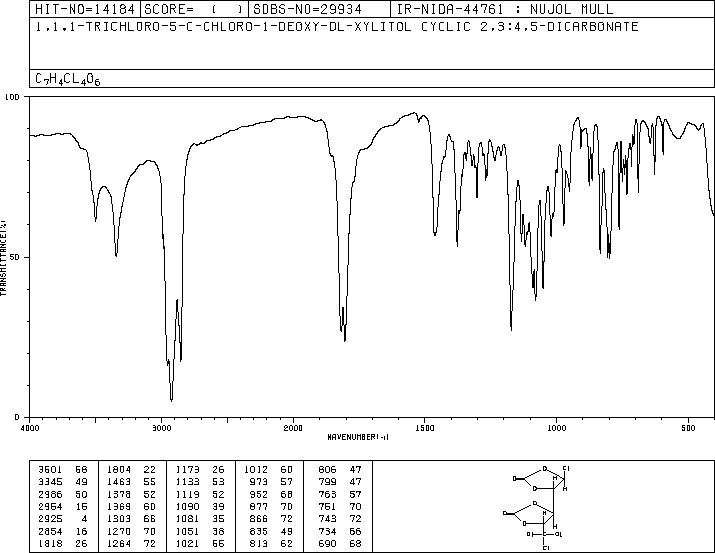 HIT-NO=14184 SCORE= ( ) SDBS-NO=29934 IR-NIDA-44761 : NUJOL MULL
1,1,1-TRICHLORO-5-C-CHLORO-1-DEOXY-DL-XYLITOL CYCLIC 2,3:4,5-DICARBONATE
C7H4CL4O6
100
50
0
TRANSMITTANCE(%)
4000 3000 2000 1500 1000 500
WAVENUMBER(-1)
3501 58 1804 22 1173 26 1012 60 806 47
3345 49 1463 55 1133 53 973 57 799 47
2986 50 1378 52 1119 52 952 68 763 57
2954 16 1369 60 1090 39 877 70 751 70
2925 4 1303 66 1081 35 866 72 743 72
2854 16 1270 70 1051 38 835 49 734 66
1818 26 1264 72 1021 55 813 62 690 68
Cl
O
O
H
O
H
H
O
O
H
O
Cl
Cl
Cl